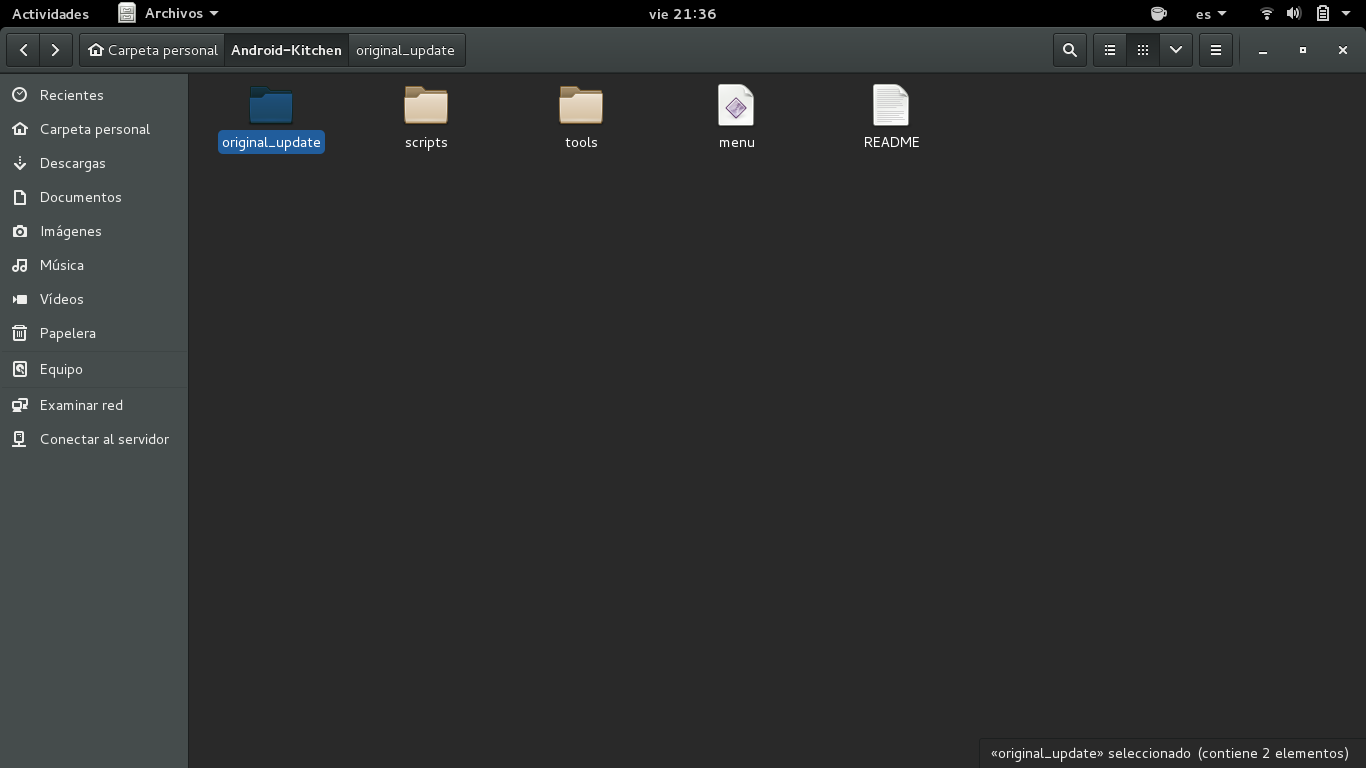 Actividades Archivos vie 21:36 es
Carpeta personal Android-Kitchen original_update
Recientes
Carpeta personal
Descargas
Documentos
Imágenes
Música
Vídeos
Papelera
Equipo
Examinar red
Conectar al servidor
original_update scripts tools menu README
«original_update» seleccionado (contiene 2 elementos)